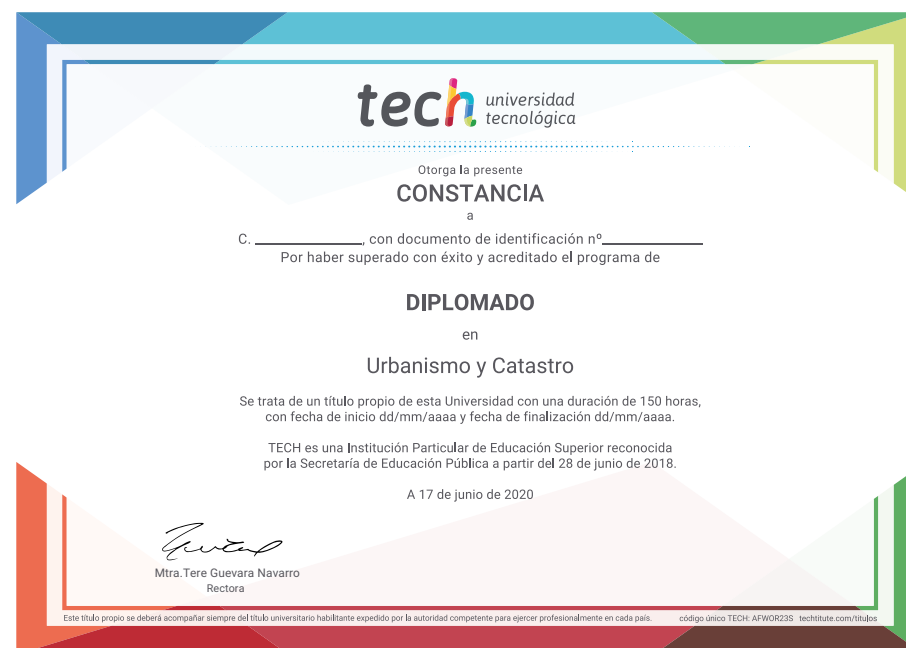 tech universidad
tecnológica
Otorga la presente
CONSTANCIA
a
C. ____________, con documento de identificación nº____________
Por haber superado con éxito y acreditado el programa de
DIPLOMADO
en
Urbanismo y Catastro
Se trata de un título propio de esta Universidad con una duración de 150 horas,
con fecha de inicio dd/mm/aaaa y fecha de finalización dd/mm/aaaa.
TECH es una Institución Particular de Educación Superior reconocida
por la Secretaría de Educación Pública a partir del 28 de junio de 2018.
A 17 de junio de 2020
Mtra.Tere Guevara Navarro
Rectora
Este título propio se deberá acompañar siempre del título universitario habilitante expedido por la autoridad competente para ejercer profesionalmente en cada país. código único TECH: AFWOR23S techtitute.com/titulos